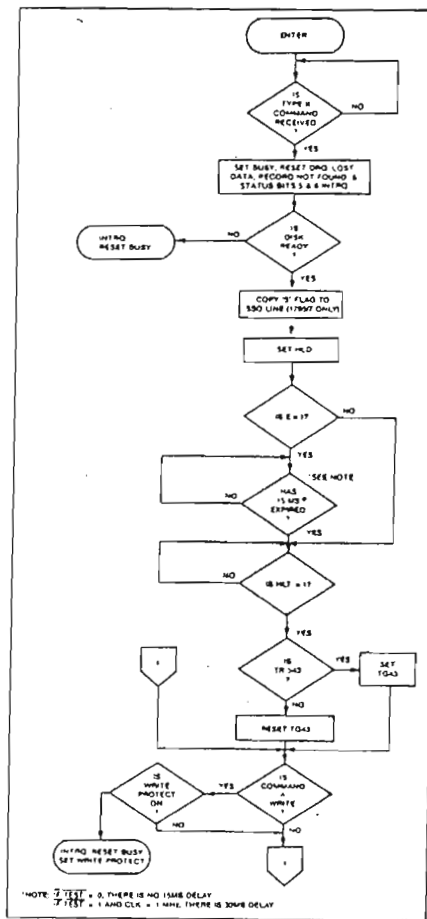 ENTER
IS
TYPE II
COMMAND
RECEIVED
?
NO
YES
SET BUSY, RESET DRQ, LOST
DATA, RECORD NOT FOUND, &
STATUS BITS 5 & 6 INTRQ
IS
DISK
READY
?
NO
INTRQ
RESET BUSY
YES
COPY 'S' FLAG TO
SSO LINE (1795/7 ONLY)
SET HLD
IS E = 1?
NO
YES
*SEE NOTE
HAS
15 MS
EXPIRED
?
NO
YES
IS HLT = 1?
NO
YES
IS
TR >43
?
YES
SET
TG43
NO
RESET TG43
IS
COMMAND
A
WRITE
?
YES
IS
WRITE
PROTECT
ON
?
NO
NO
INTRQ, RESET BUSY
SET WRITE PROTECT
*NOTE: IF TEST = 0, THERE IS NO 15MS DELAY
IF TEST = 1 AND CLK = 1 MHZ, THERE IS 30MS DELAY